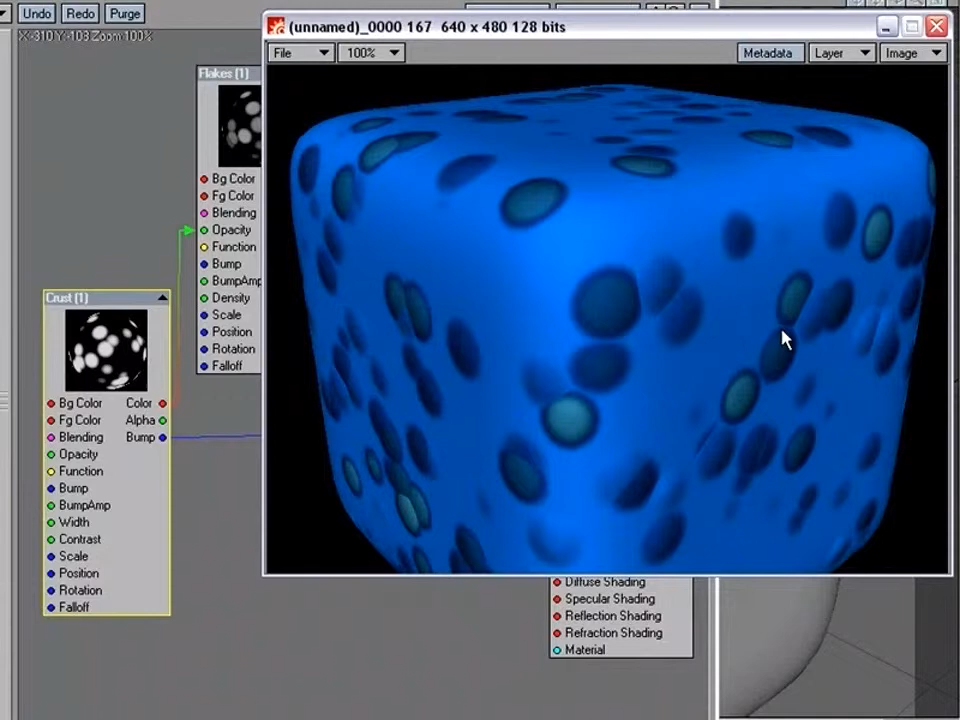 Undo Redo Purge
X:-310 Y:-103 Zoom:100%
(unnamed)_0000 167 640 x 480 128 bits
File 100% Metadata Layer Image
Flakes (1)
Bg Color
Fg Color
Blending
Opacity
Function
Bump
BumpAmp
Density
Scale
Position
Rotation
Falloff
Crust (1)
Bg Color Color
Fg Color Alpha
Blending Bump
Opacity
Function
Bump
BumpAmp
Width
Contrast
Scale
Position
Rotation
Falloff
Diffuse Shading
Specular Shading
Reflection Shading
Refraction Shading
Material